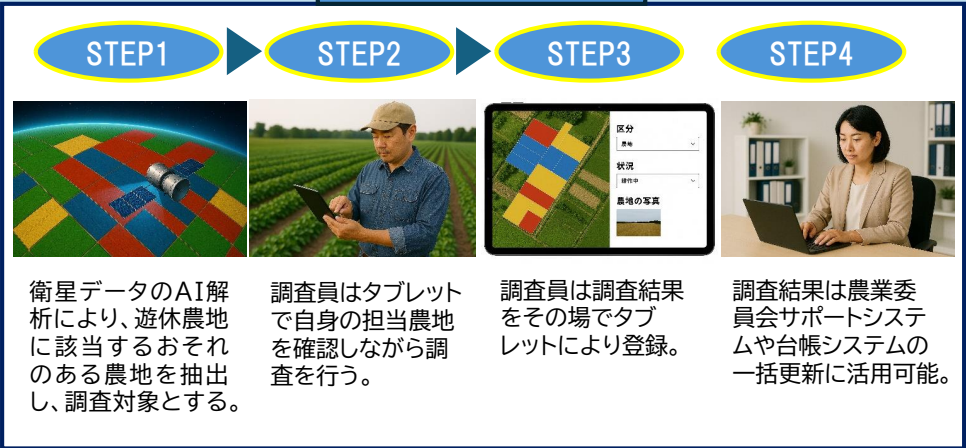 STEP1
STEP2
STEP3
STEP4
区分
農地
状況
耕作中
農地の写真
衛星データのAI解
析により、遊休農地
に該当するおそれ
のある農地を抽出
し、調査対象とする。
調査員はタブレット
で自身の担当農地
を確認しながら調
査を行う。
調査員は調査結果
をその場でタブ
レットにより登録。
調査結果は農業委
員会サポートシステ
ムや台帳システムの
一括更新に活用可能。